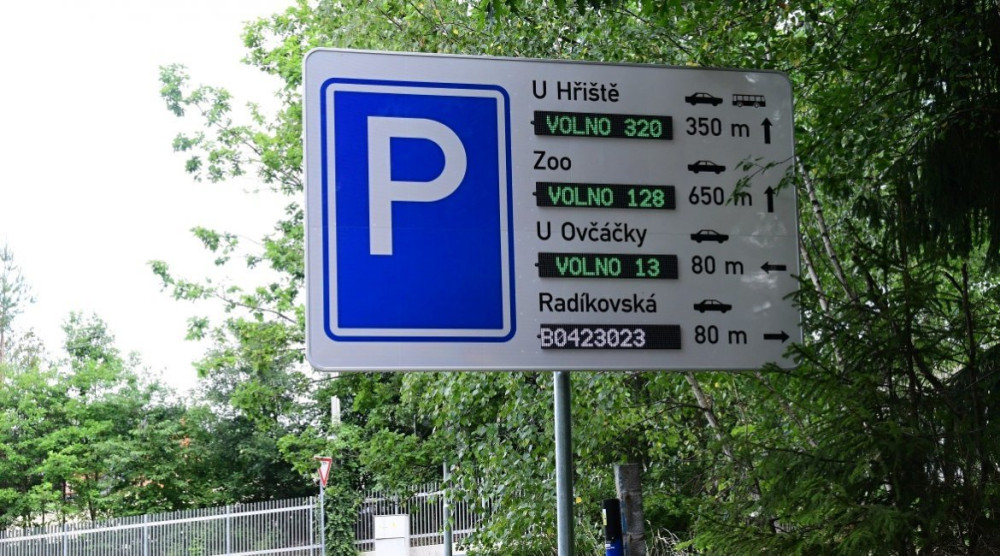 P
U Hřiště
VOLNO 320 350 m ↑
Zoo
VOLNO 128 650 m ↑
U Ovčáčky
VOLNO 13 80 m ←
Radíkovská
B0423023 80 m →